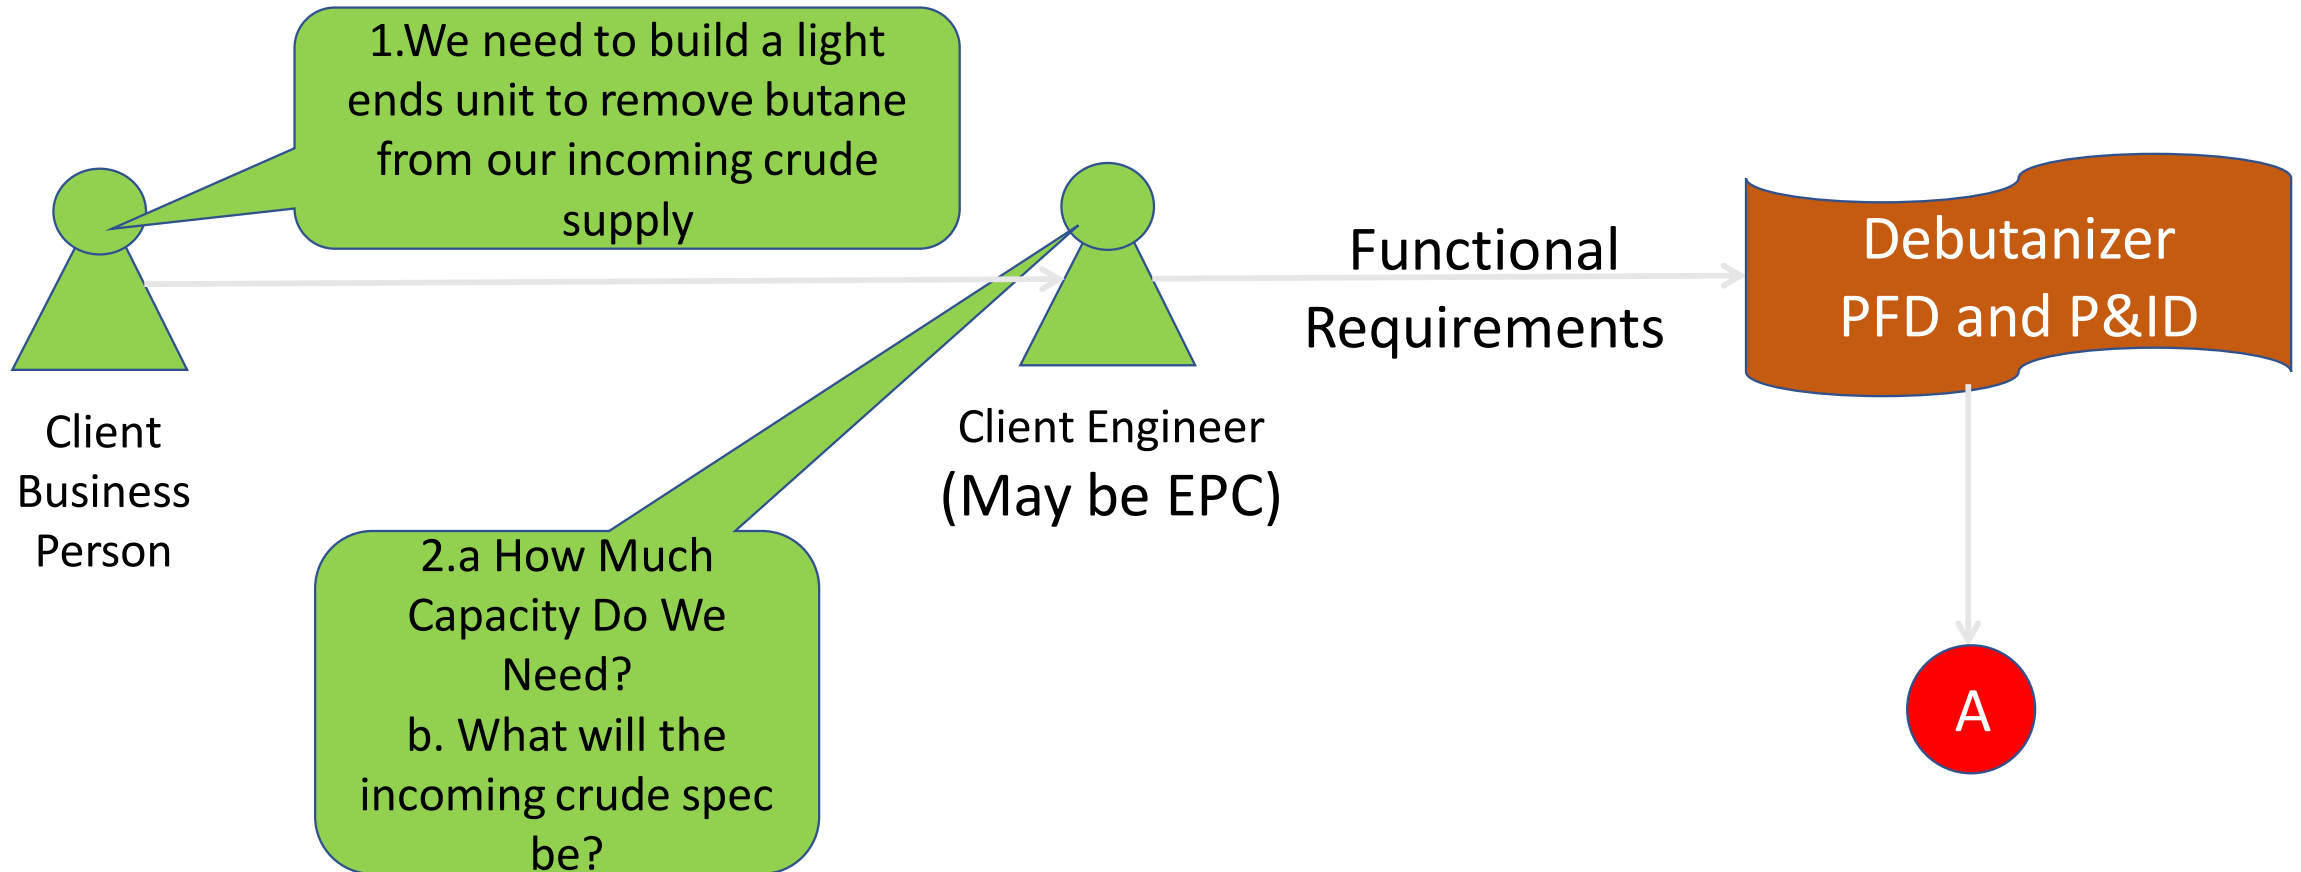 1.We need to build a light
ends unit to remove butane
from our incoming crude
supply
Client
Business
Person
2.a How Much
Capacity Do We
Need?
b. What will the
incoming crude spec
be?
Client Engineer
(May be EPC)
Functional
Requirements
Debutanizer
PFD and P&ID
A